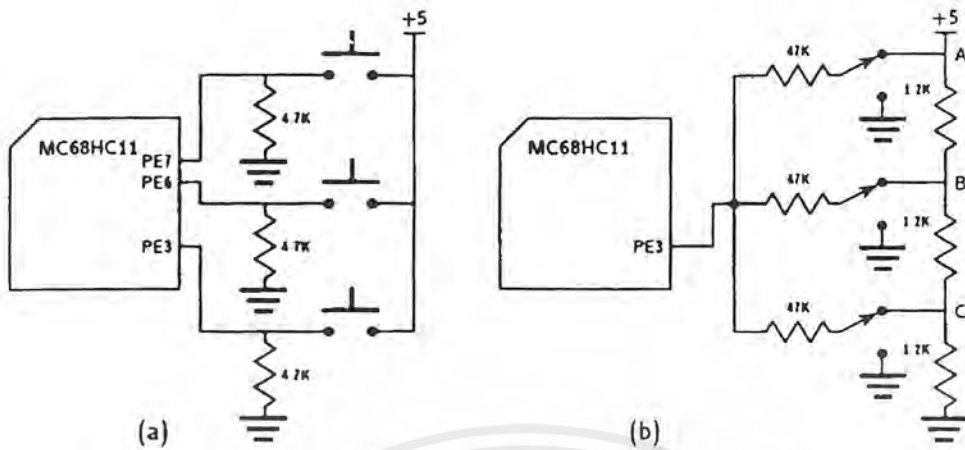 +5
4.7K
MC68HC11
PE7
PE6
4.7K
PE3
4.2K
(a)
+5
47K
A
1 2K
MC68HC11
47K
B
1.2K
PE3
47K
C
1 2K
(b)